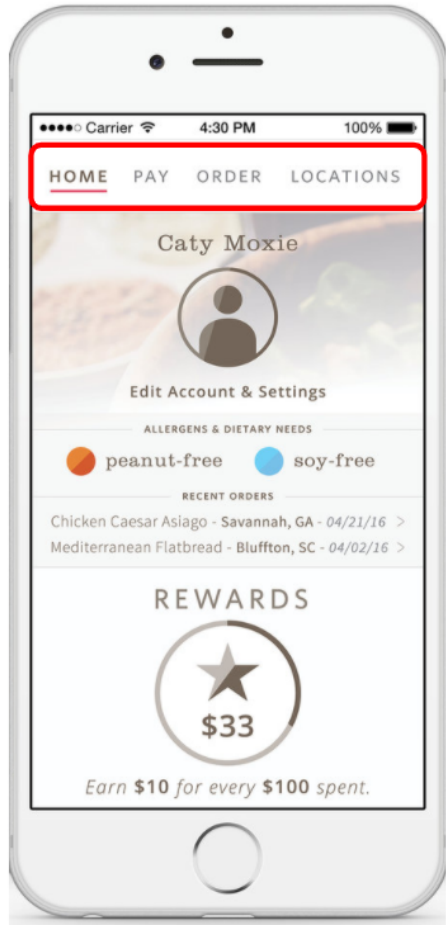 Carrier 4:30 PM 100%
HOME PAY ORDER LOCATIONS
Caty Moxie
Edit Account & Settings
ALLERGENS & DIETARY NEEDS
peanut-free soy-free
RECENT ORDERS
Chicken Caesar Asiago - Savannah, GA - 04/21/16 >
Mediterranean Flatbread - Bluffton, SC - 04/02/16 >
REWARDS
$33
Earn $10 for every $100 spent.